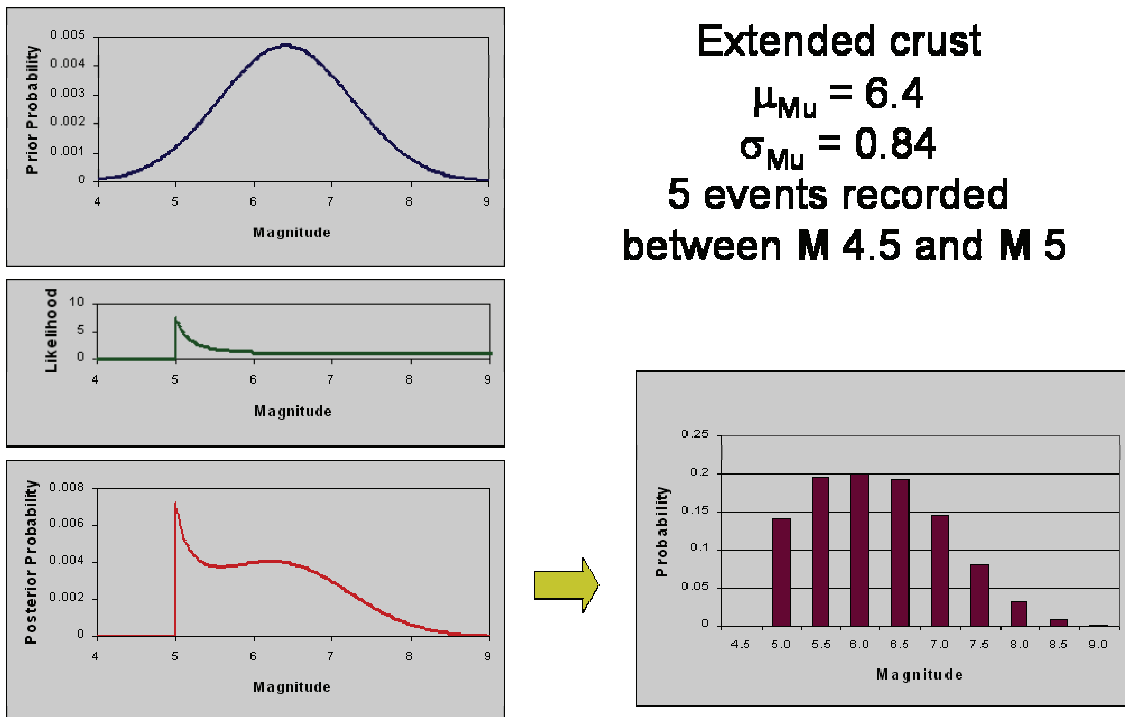 Extended crust
μMu = 6.4
σMu = 0.84
5 events recorded
between M 4.5 and M 5
Prior Probability
0.005
0.004
0.003
0.002
0.001
0
4 5 6 7 8 9
Magnitude
Likelihood
10
5
0
4 5 6 7 8 9
Magnitude
Posterior Probability
0.008
0.006
0.004
0.002
0
4 5 6 7 8 9
Magnitude
Probability
0.25
0.2
0.15
0.1
0.05
0
4.5 5.0 5.5 6.0 6.5 7.0 7.5 8.0 8.5 9.0
Magnitude